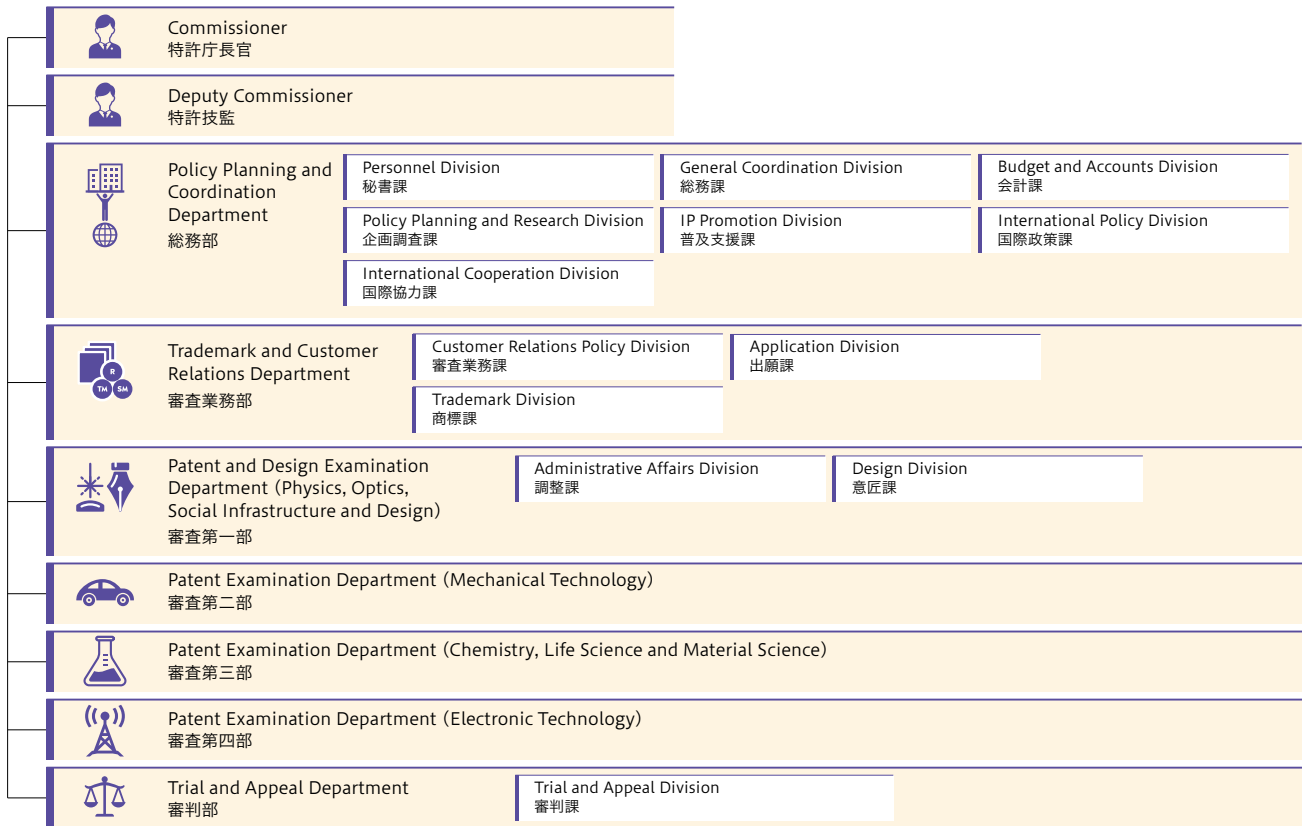 Commissioner
特許庁長官
Deputy Commissioner
特許技監
Policy Planning and
Coordination
Department
総務部
Personnel Division
秘書課
General Coordination Division
総務課
Budget and Accounts Division
会計課
Policy Planning and Research Division
企画調査課
IP Promotion Division
普及支援課
International Policy Division
国際政策課
International Cooperation Division
国際協力課
R
TM SM
Trademark and Customer
Relations Department
審査業務部
Customer Relations Policy Division
審査業務課
Application Division
出願課
Trademark Division
商標課
Patent and Design Examination
Department (Physics, Optics,
Social Infrastructure and Design)
審査第一部
Administrative Affairs Division
調整課
Design Division
意匠課
Patent Examination Department (Mechanical Technology)
審査第二部
Patent Examination Department (Chemistry, Life Science and Material Science)
審査第三部
Patent Examination Department (Electronic Technology)
審査第四部
Trial and Appeal Department
審判部
Trial and Appeal Division
審判課